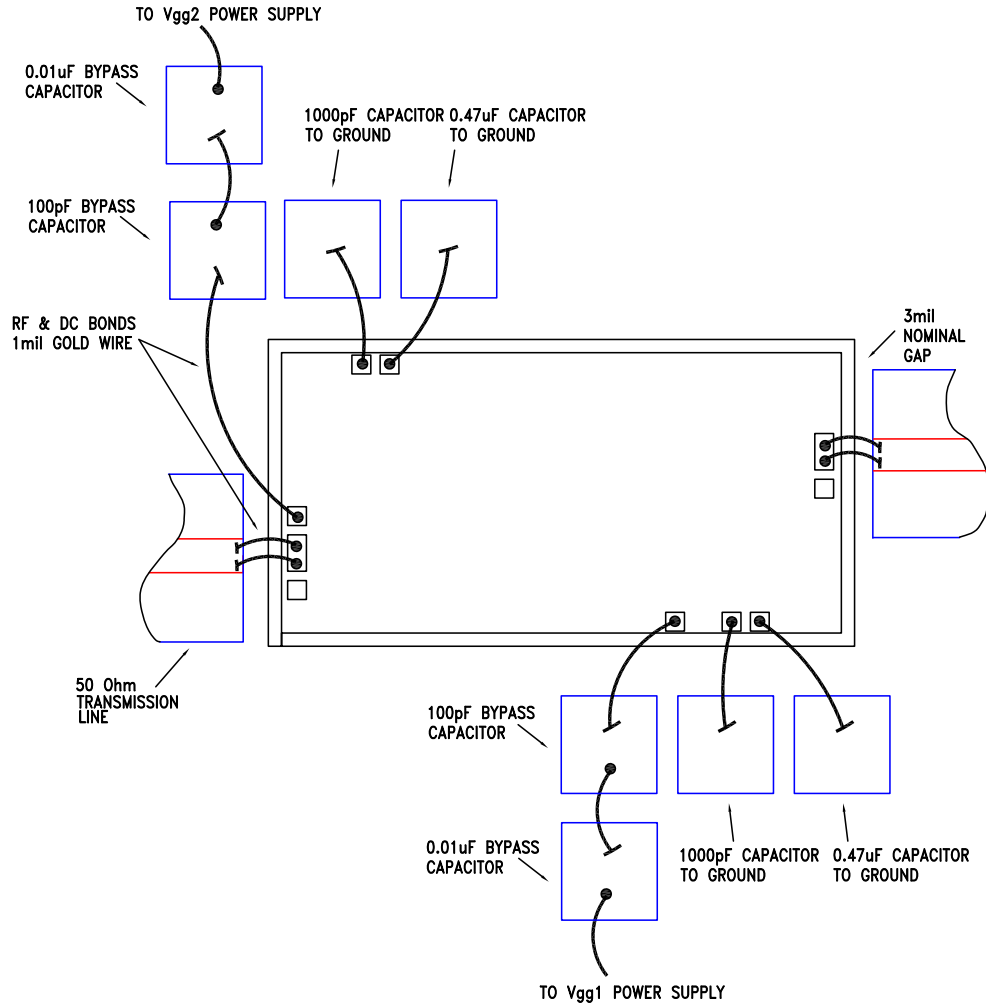 TO Vgg2 POWER SUPPLY
0.01uF BYPASS
CAPACITOR
1000pF CAPACITOR
TO GROUND
0.47uF CAPACITOR
TO GROUND
100pF BYPASS
CAPACITOR
RF & DC BONDS
1mil GOLD WIRE
3mil
NOMINAL
GAP
50 Ohm
TRANSMISSION
LINE
100pF BYPASS
CAPACITOR
0.01uF BYPASS
CAPACITOR
1000pF CAPACITOR
TO GROUND
0.47uF CAPACITOR
TO GROUND
TO Vgg1 POWER SUPPLY